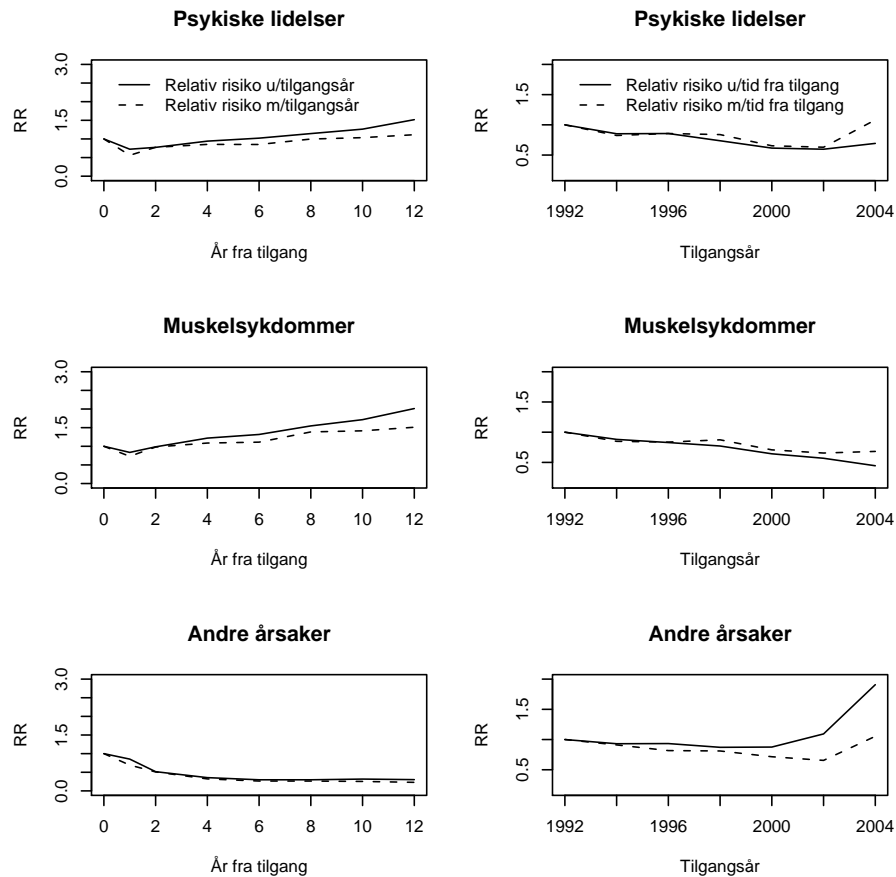 Psykiske lidelser
RR
0.0 1.5 3.0
Relativ risiko u/tilgangsår
Relativ risiko m/tilgangsår
0 2 4 6 8 10 12
År fra tilgang
Psykiske lidelser
RR
0.5 1.5
Relativ risiko u/tid fra tilgang
Relativ risiko m/tid fra tilgang
1992 1996 2000 2004
Tilgangsår
Muskelsykdommer
RR
0.0 1.5 3.0
0 2 4 6 8 10 12
År fra tilgang
Muskelsykdommer
RR
0.5 1.5
1992 1996 2000 2004
Tilgangsår
Andre årsaker
RR
0.0 1.5 3.0
0 2 4 6 8 10 12
År fra tilgang
Andre årsaker
RR
0.5 1.5
1992 1996 2000 2004
Tilgangsår